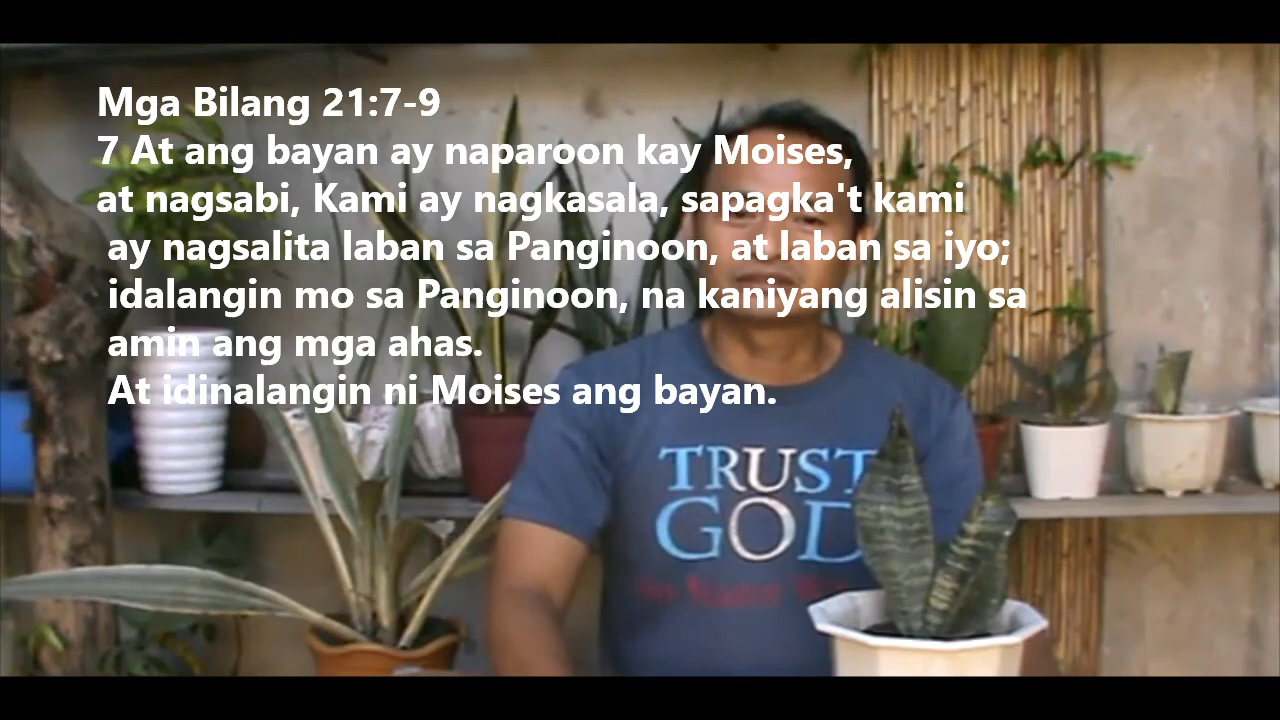 Mga Bilang 21:7-9
7 At ang bayan ay naparoon kay Moises,
at nagsabi, Kami ay nagkasala, sapagka't kami
ay nagsalita laban sa Panginoon, at laban sa iyo;
idalangin mo sa Panginoon, na kaniyang alisin sa
amin ang mga ahas.
At idinalangin ni Moises ang bayan.
TRUST
GOD